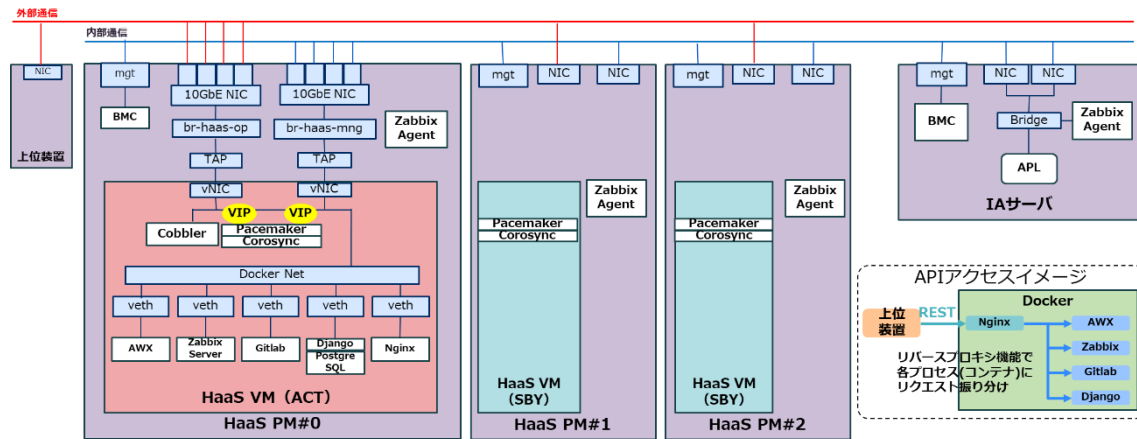 外部通信
内部通信
NIC
上位装置
mgt
BMC
10GbE NIC
10GbE NIC
br-haas-op
br-haas-mng
Zabbix
Agent
TAP
TAP
vNIC
vNIC
VIP
VIP
Cobbler
Pacemaker
Corosync
Docker Net
veth
veth
veth
veth
veth
AWX
Zabbix
Server
Gitlab
Django
Postgre
SQL
Nginx
HaaS VM（ACT）
HaaS PM#0
mgt
NIC
NIC
Zabbix
Agent
Pacemaker
Corosync
HaaS VM
（SBY）
HaaS PM#1
mgt
NIC
NIC
Zabbix
Agent
Pacemaker
Corosync
HaaS VM
（SBY）
HaaS PM#2
mgt
NIC
NIC
BMC
Bridge
Zabbix
Agent
APL
IAサーバ
APIアクセスイメージ
Docker
上位
装置
REST
Nginx
AWX
Zabbix
Gitlab
Django
リバースプロキシ機能で
各プロセス(コンテナ)に
リクエスト振り分け